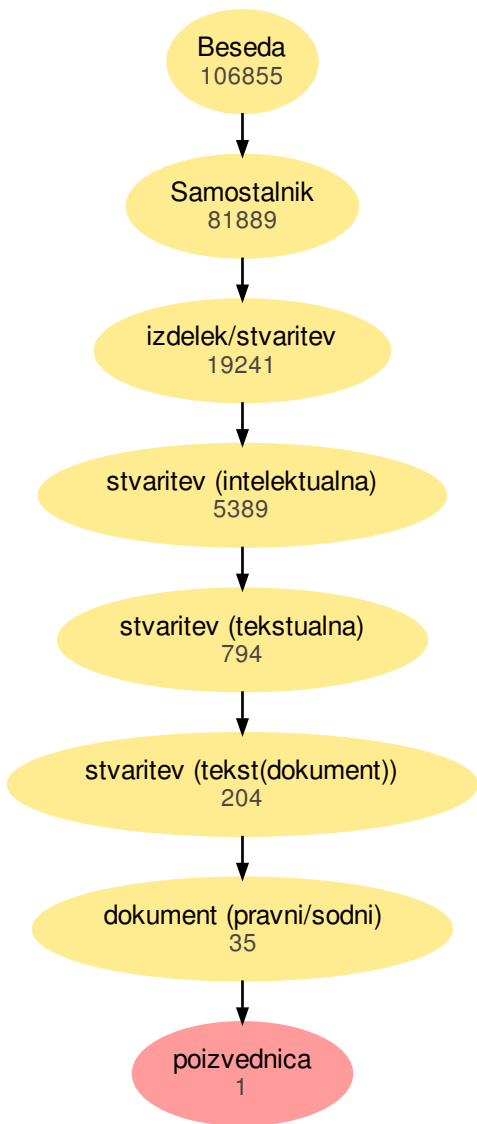 Beseda
106855
Samostalnik
81889
izdelek/stvaritev
19241
stvaritev (intelektualna)
5389
stvaritev (tekstualna)
794
stvaritev (tekst(dokument))
204
dokument (pravni/sodni)
35
poizvednica
1